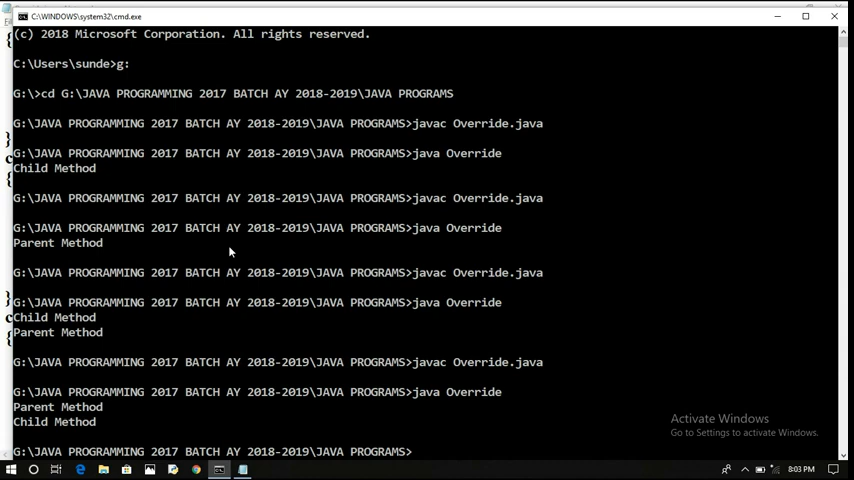 C:\WINDOWS\system32\cmd.exe
(c) 2018 Microsoft Corporation. All rights reserved.
C:\Users\sunde>g:
G:\>cd G:\JAVA PROGRAMMING 2017 BATCH AY 2018-2019\JAVA PROGRAMS
G:\JAVA PROGRAMMING 2017 BATCH AY 2018-2019\JAVA PROGRAMS>javac Override.java
G:\JAVA PROGRAMMING 2017 BATCH AY 2018-2019\JAVA PROGRAMS>java Override
Child Method
G:\JAVA PROGRAMMING 2017 BATCH AY 2018-2019\JAVA PROGRAMS>javac Override.java
G:\JAVA PROGRAMMING 2017 BATCH AY 2018-2019\JAVA PROGRAMS>java Override
Parent Method
G:\JAVA PROGRAMMING 2017 BATCH AY 2018-2019\JAVA PROGRAMS>javac Override.java
G:\JAVA PROGRAMMING 2017 BATCH AY 2018-2019\JAVA PROGRAMS>java Override
Child Method
Parent Method
G:\JAVA PROGRAMMING 2017 BATCH AY 2018-2019\JAVA PROGRAMS>javac Override.java
G:\JAVA PROGRAMMING 2017 BATCH AY 2018-2019\JAVA PROGRAMS>java Override
Parent Method
Child Method
G:\JAVA PROGRAMMING 2017 BATCH AY 2018-2019\JAVA PROGRAMS>
Activate Windows
Go to Settings to activate Windows.
8:03 PM